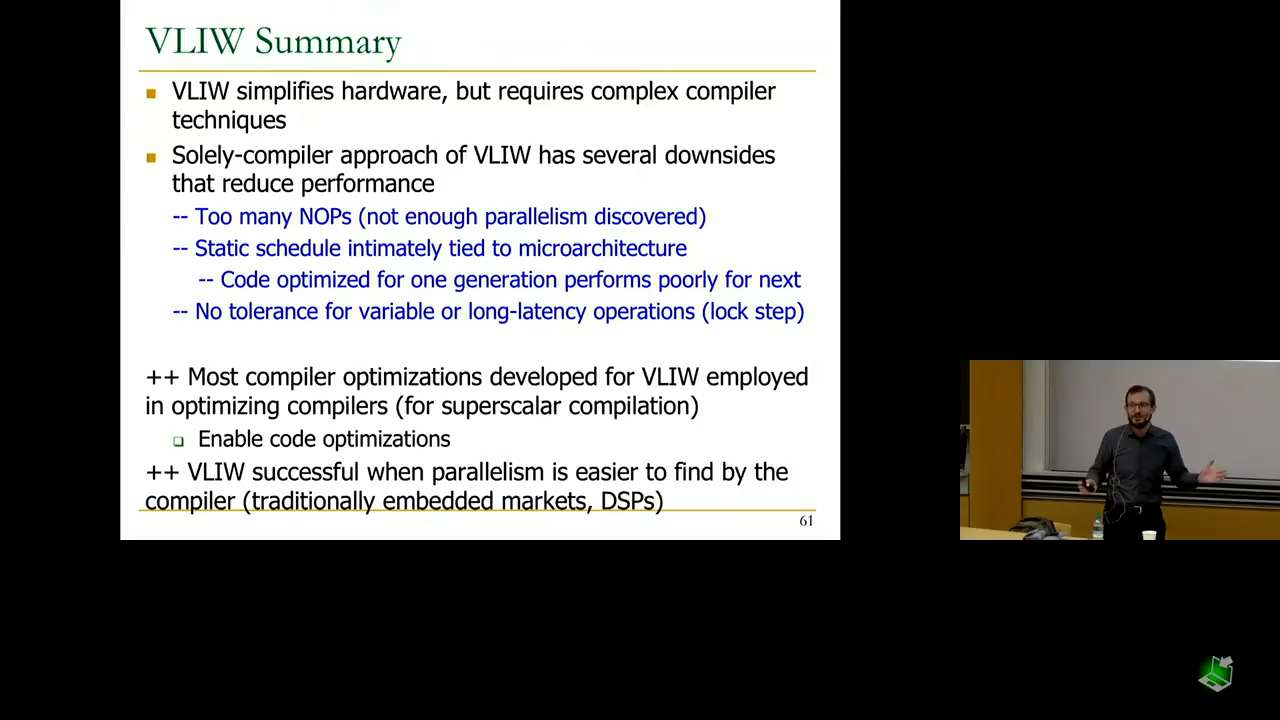 VLIW Summary
VLIW simplifies hardware, but requires complex compiler
techniques
Solely-compiler approach of VLIW has several downsides
that reduce performance
-- Too many NOPs (not enough parallelism discovered)
-- Static schedule intimately tied to microarchitecture
-- Code optimized for one generation performs poorly for next
-- No tolerance for variable or long-latency operations (lock step)
++ Most compiler optimizations developed for VLIW employed
in optimizing compilers (for superscalar compilation)
Enable code optimizations
++ VLIW successful when parallelism is easier to find by the
compiler (traditionally embedded markets, DSPs)
61